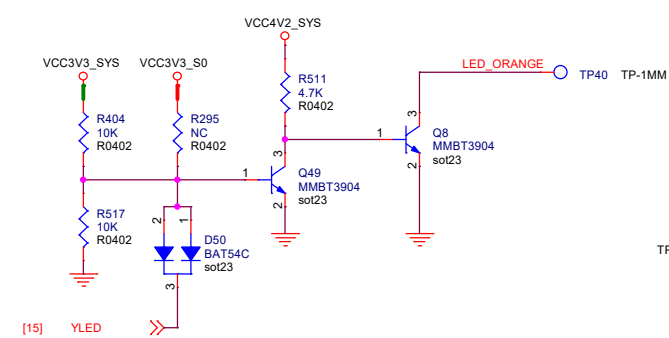 VCC4V2_SYS
VCC3V3_SYS
VCC3V3_S0
LED_ORANGE
TP40
TP-1MM
R511
4.7K
R0402
R404
10K
R0402
R295
NC
R0402
3
1
Q8
MMBT3904
sot23
2
3
1
Q49
MMBT3904
sot23
2
R517
10K
R0402
2
1
D50
BAT54C
sot23
3
TP
[15]
YLED